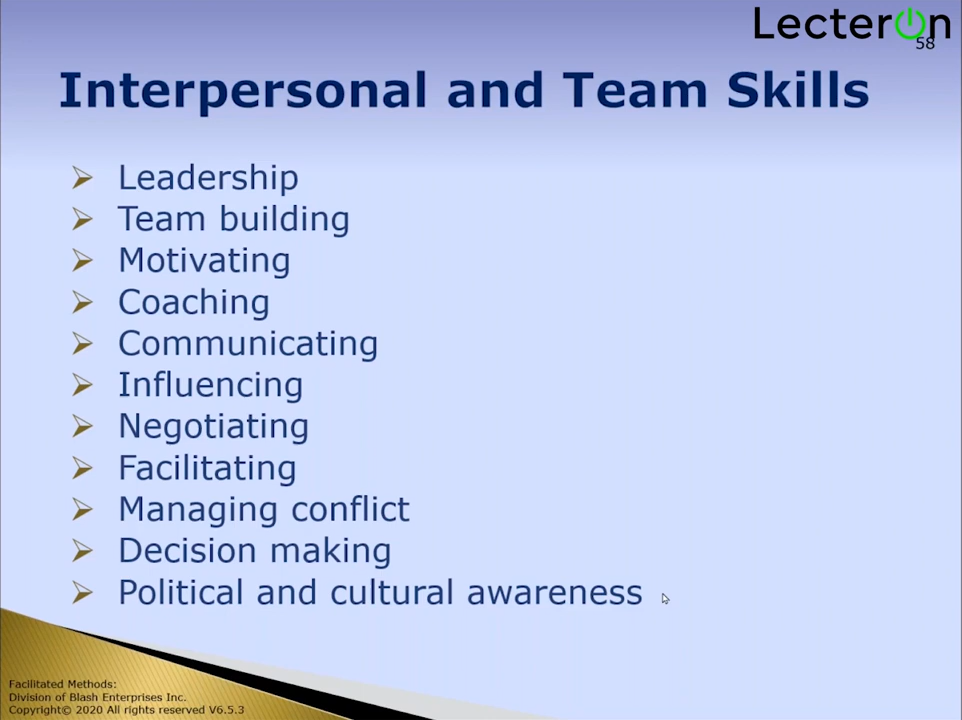 Lecteron
58
Interpersonal and Team Skills
Leadership
Team building
Motivating
Coaching
Communicating
Influencing
Negotiating
Facilitating
Managing conflict
Decision making
Political and cultural awareness
Facilitated Methods:
Division of Blash Enterprises Inc.
Copyright© 2020 All rights reserved V6.5.3